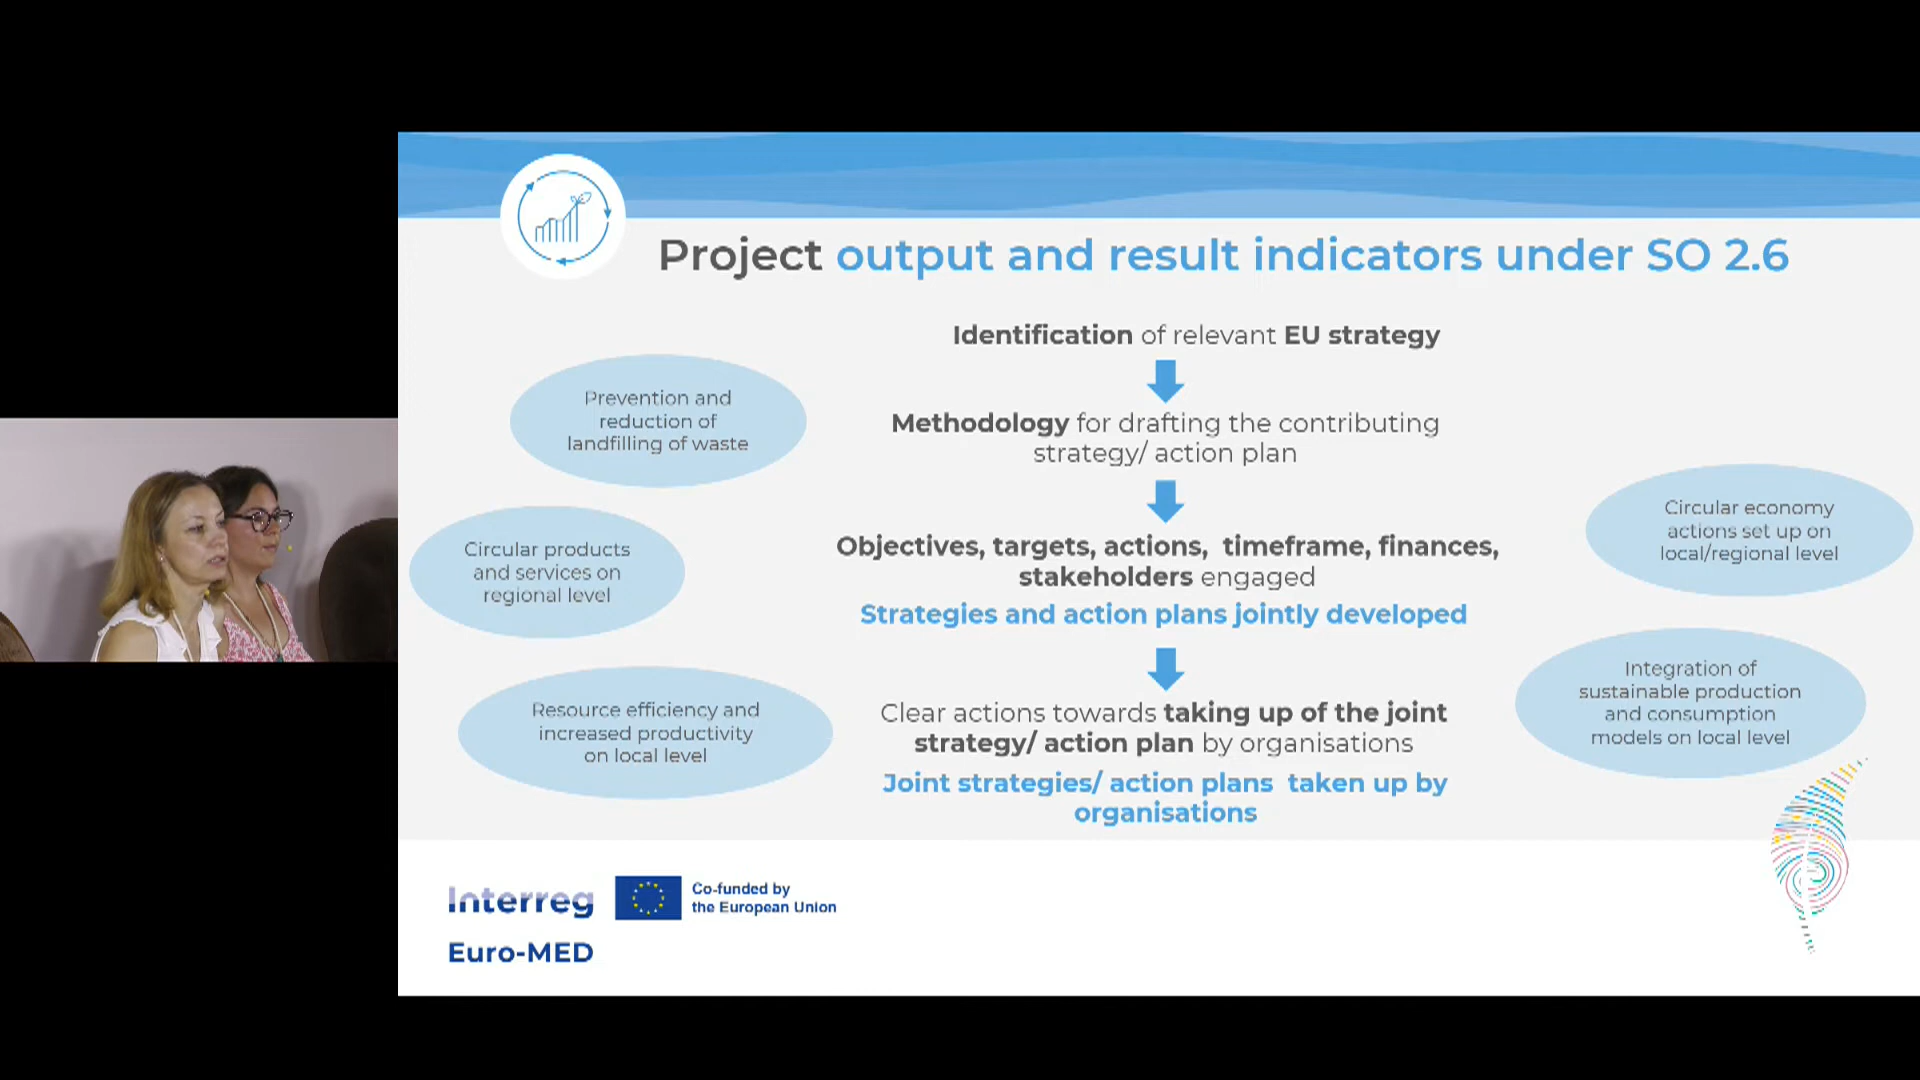 Project output and result indicators under SO 2.6
Identification of relevant EU strategy
Methodology for drafting the contributing
strategy/ action plan
Objectives, targets, actions, timeframe, finances,
stakeholders engaged
Strategies and action plans jointly developed
Clear actions towards taking up of the joint
strategy/ action plan by organisations
Joint strategies/ action plans taken up by
organisations
Prevention and
reduction of
landfilling of waste
Circular products
and services on
regional level
Resource efficiency and
increased productivity
on local level
Circular economy
actions set up on
local/regional level
Integration of
sustainable production
and consumption
models on local level
Interreg
Co-funded by
the European Union
Euro-MED